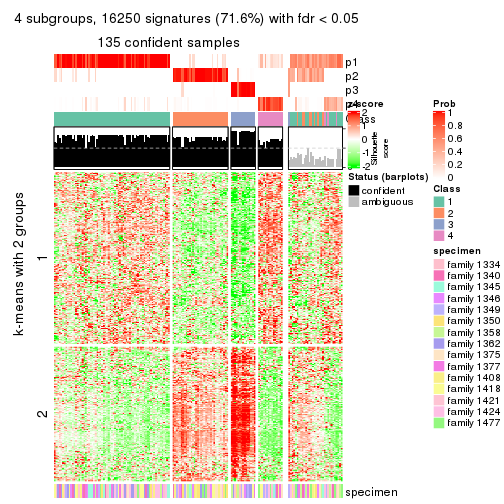 4 subgroups, 16250 signatures (71.6%) with fdr < 0.05
135 confident samples
p1
p2
p3
p4
Class
z-score
2
1
0
-1
-2
Silhouette
score
Prob
1
0.8
0.6
0.4
0.2
0
Status (barplots)
confident
ambiguous
Class
1
2
3
4
specimen
family 1334
family 1340
family 1345
family 1346
family 1349
family 1350
family 1358
family 1362
family 1375
family 1377
family 1408
family 1418
family 1421
family 1424
family 1477
k-means with 2 groups
1
2
specimen